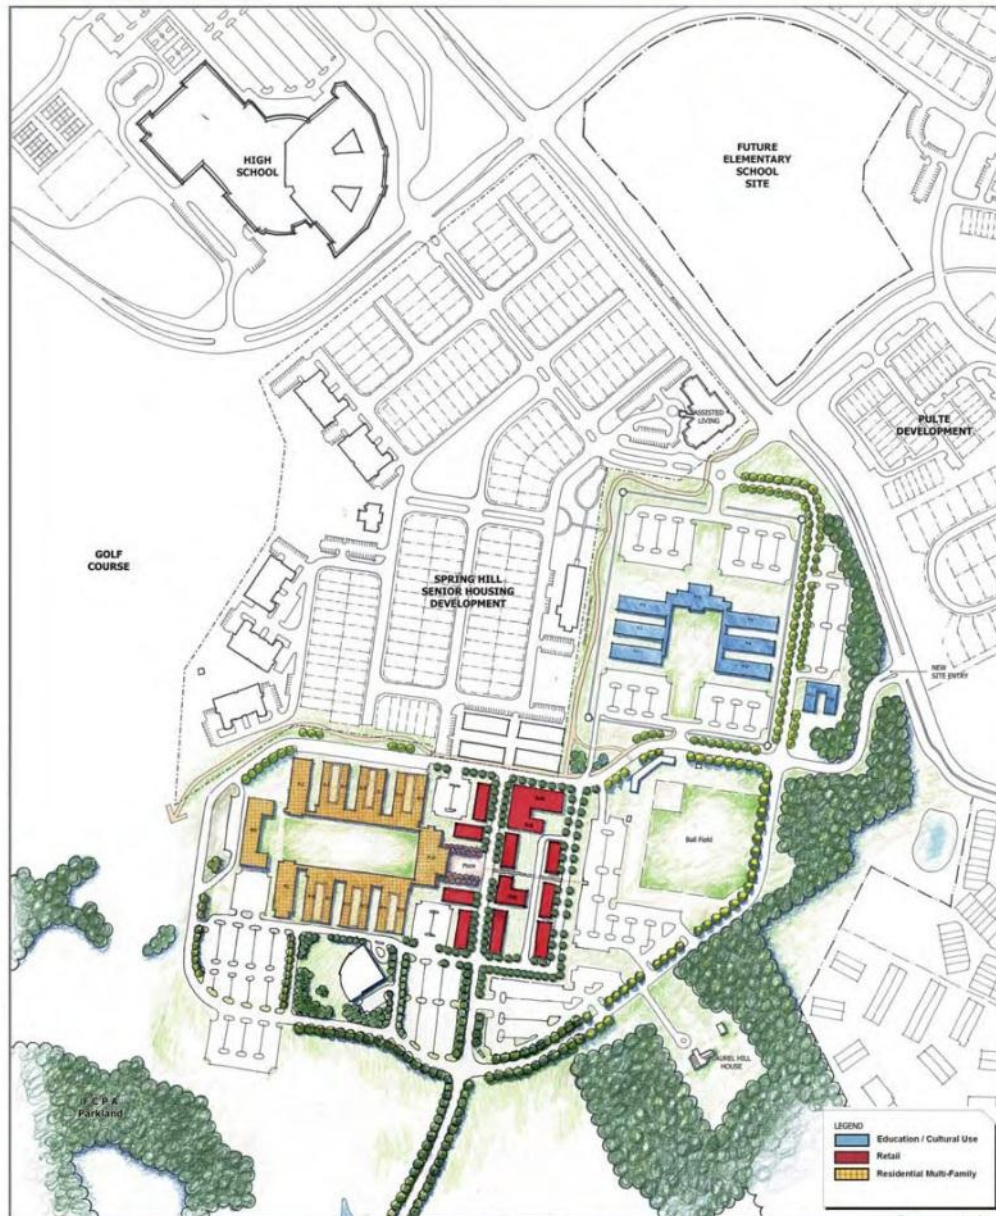 HIGH
SCHOOL
FUTURE
ELEMENTARY
SCHOOL
SITE
ASSISTED
LIVING
PULTE
DEVELOPMENT
GOLF
COURSE
SPRING HILL
SENIOR HOUSING
DEVELOPMENT
NEW
SITE ENTRY
Plaza
Ball Field
LAUREL HILL
HOUSE
F C P A
Parkland
LEGEND
Education / Cultural Use
Retail
Residential Multi-Family